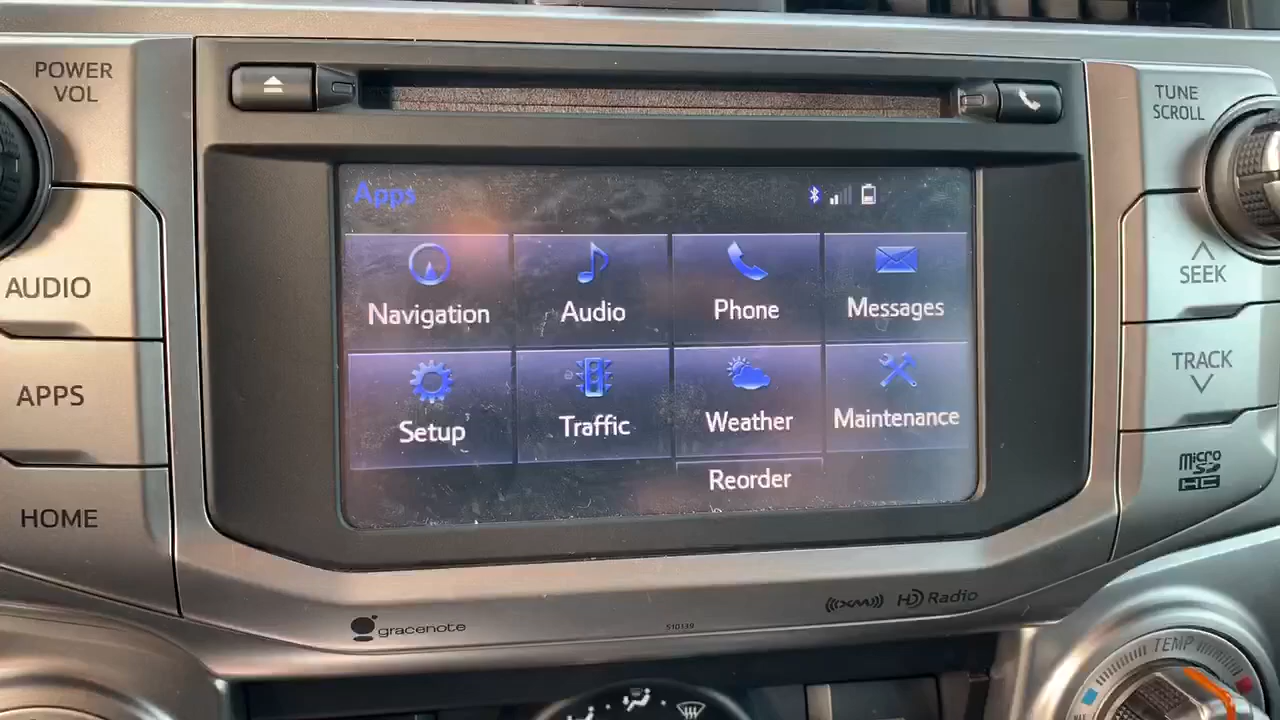 POWER
VOL
TUNE
SCROLL
Apps
AUDIO
APPS
HOME
Navigation
Audio
Phone
Messages
Setup
Traffic
Weather
Maintenance
Reorder
SEEK
TRACK
micro
SD
HC
gracenote
510139
((XM))
HD Radio
TEMP